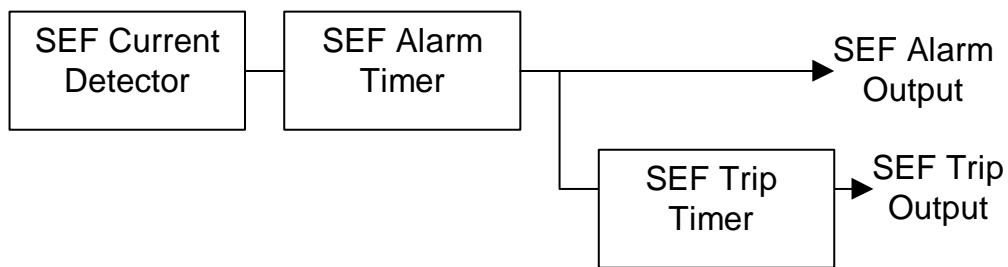 SEF Current
Detector
SEF Alarm
Timer
SEF Alarm
Output
SEF Trip
Timer
SEF Trip
Output